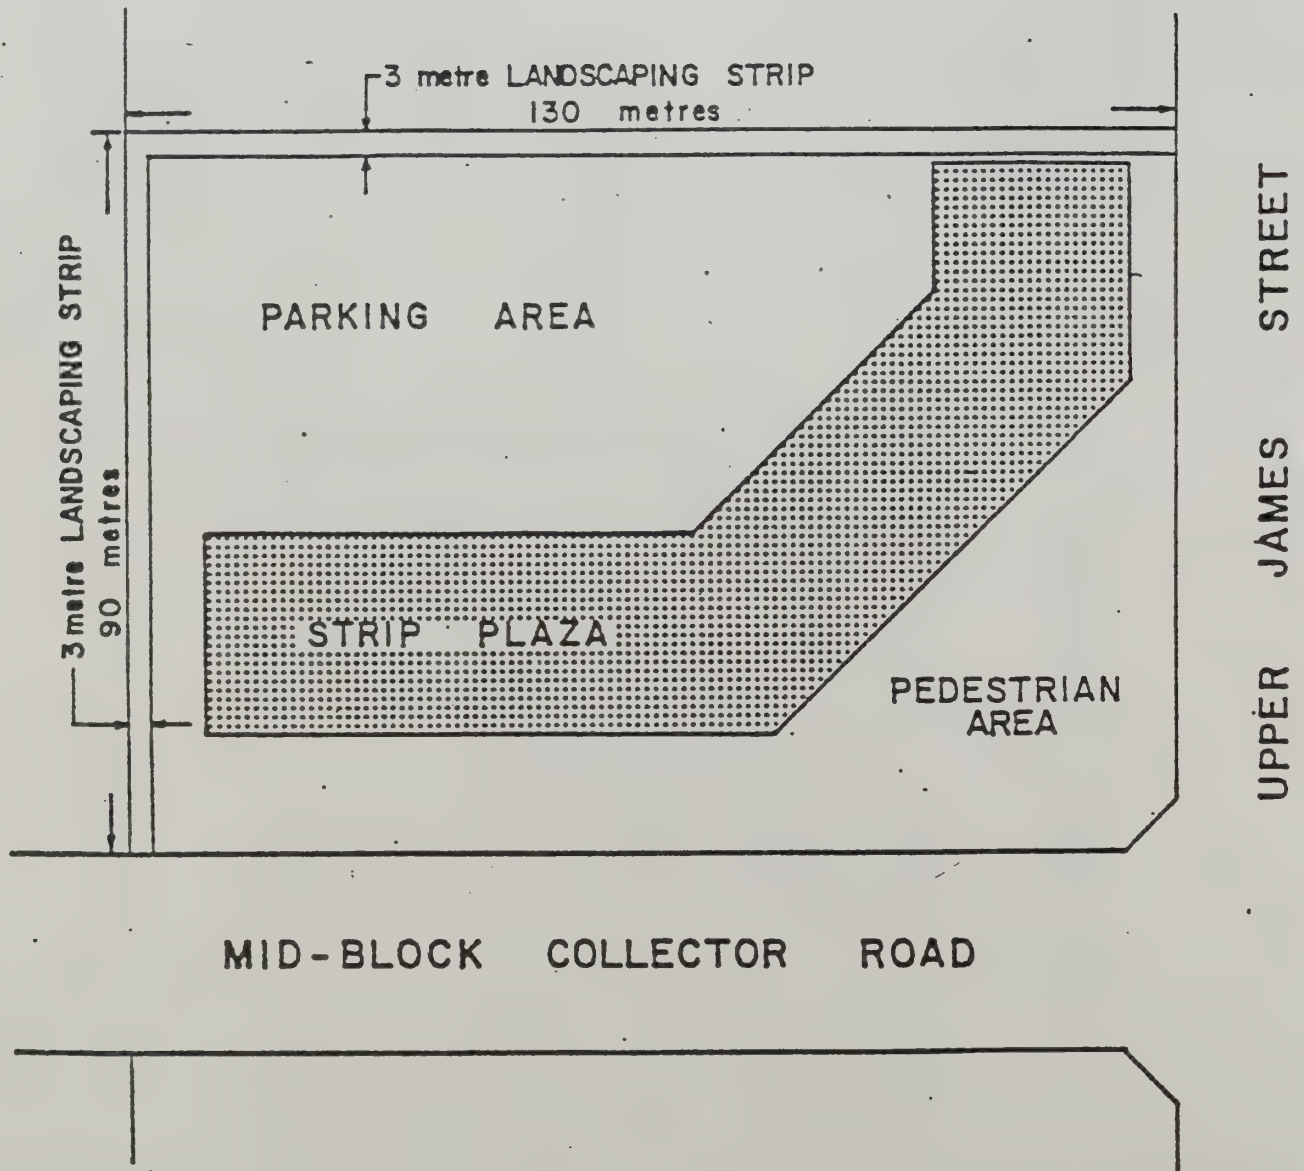 3 metre LANDSCAPING STRIP
130 metres
3 metre LANDSCAPING STRIP
90 metres
PARKING AREA
STRIP PLAZA
PEDESTRIAN
AREA
UPPER JAMES STREET
MID-BLOCK COLLECTOR ROAD